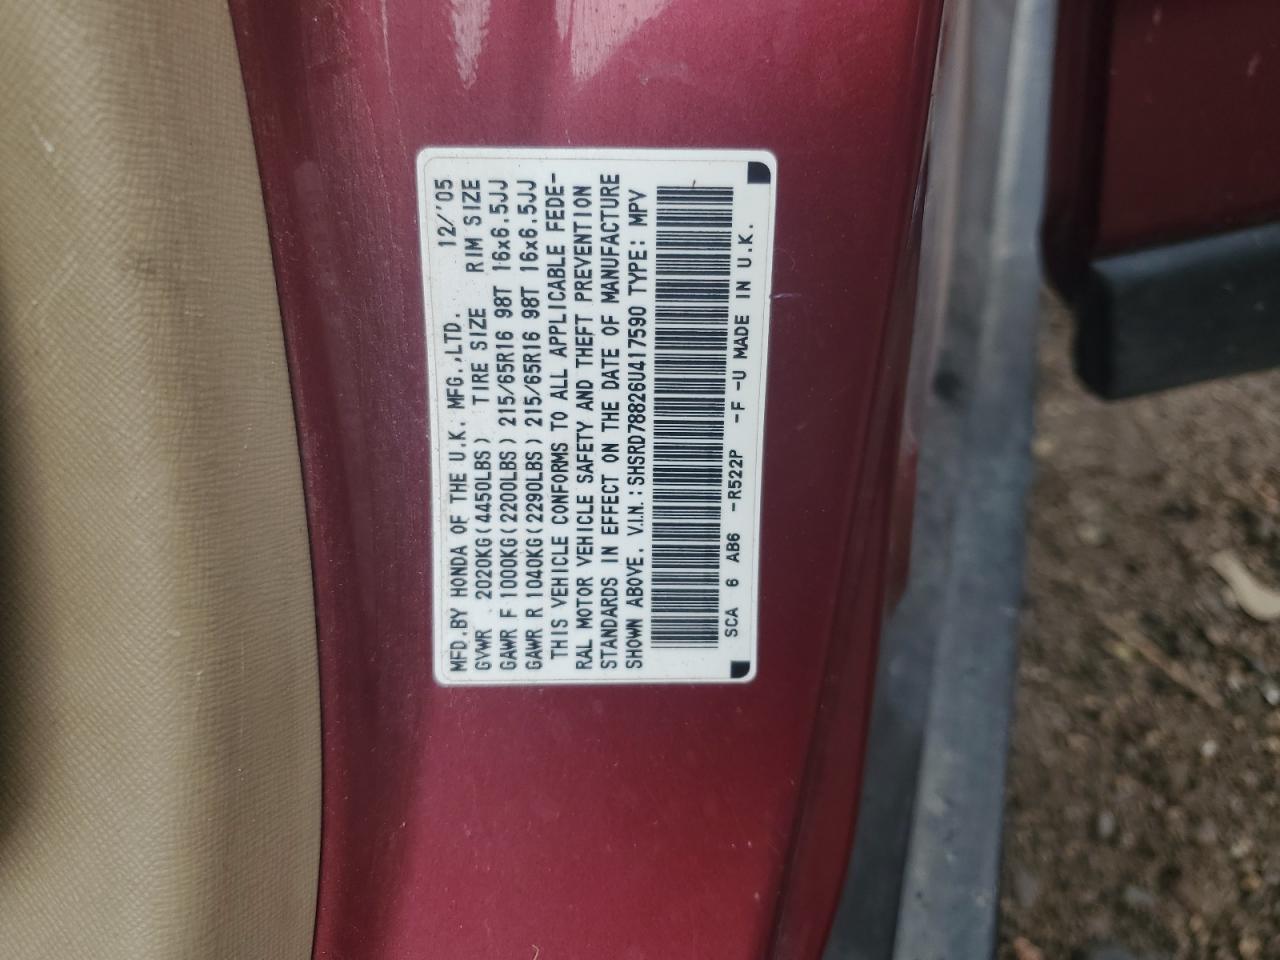 MFD.BY HONDA OF THE U.K. MFG.,LTD. 12/'05
GVWR 2020KG(4450LBS) TIRE SIZE RIM SIZE
GAWR F 1000KG(2200LBS) 215/65R16 98T 16x6.5JJ
GAWR R 1040KG(2290LBS) 215/65R16 98T 16x6.5JJ
THIS VEHICLE CONFORMS TO ALL APPLICABLE FEDE-
RAL MOTOR VEHICLE SAFETY AND THEFT PREVENTION
STANDARDS IN EFFECT ON THE DATE OF MANUFACTURE
SHOWN ABOVE. V.I.N.:SHSRD78826U417590 TYPE: MPV
SCA 6 AB6 -R522P -F -U MADE IN U.K.